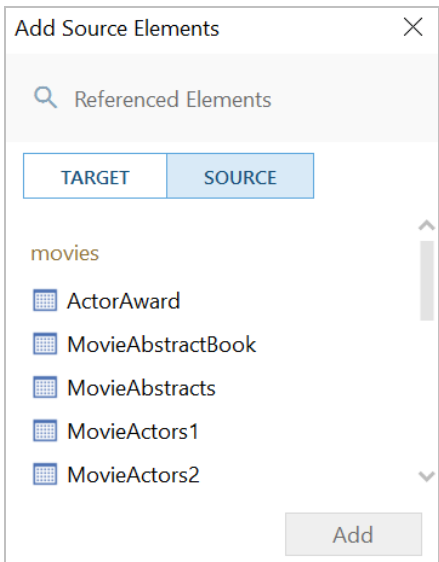 Add Source Elements
Referenced Elements
TARGET SOURCE
movies
ActorAward
MovieAbstractBook
MovieAbstracts
MovieActors1
MovieActors2
Add